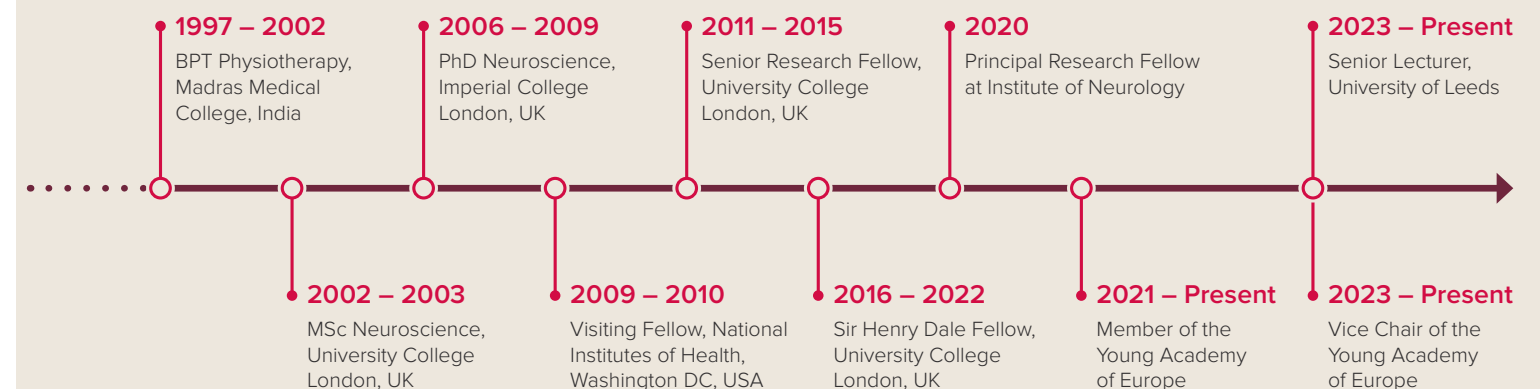 1997 – 2002
BPT Physiotherapy,
Madras Medical
College, India
2002 – 2003
MSc Neuroscience,
University College
London, UK
2006 – 2009
PhD Neuroscience,
Imperial College
London, UK
2009 – 2010
Visiting Fellow, National
Institutes of Health,
Washington DC, USA
2011 – 2015
Senior Research Fellow,
University College
London, UK
2016 – 2022
Sir Henry Dale Fellow,
University College
London, UK
2020
Principal Research Fellow
at Institute of Neurology
2021 – Present
Member of the
Young Academy
of Europe
2023 – Present
Senior Lecturer,
University of Leeds
2023 – Present
Vice Chair of the
Young Academy
of Europe